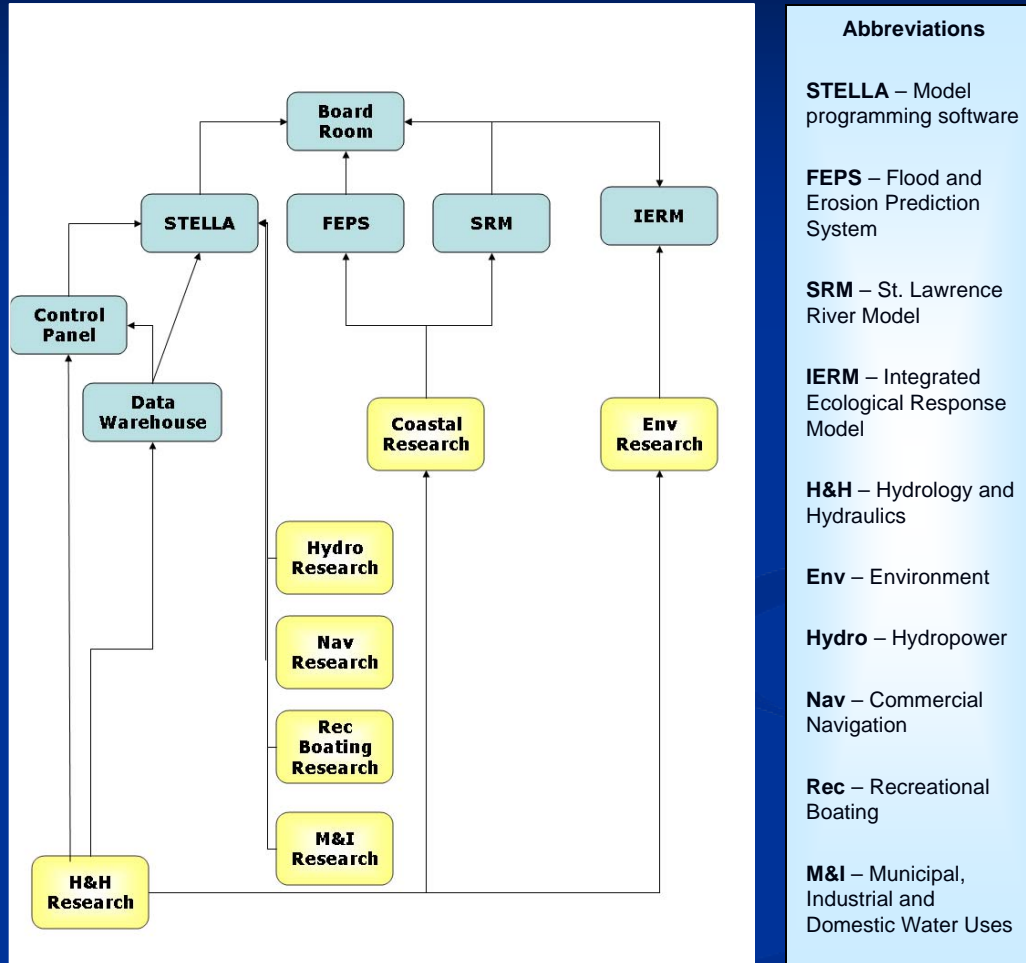 Board
Room
STELLA
FEPS
SRM
IERM
Control
Panel
Data
Warehouse
Coastal
Research
Env
Research
Hydro
Research
Nav
Research
Rec
Boating
Research
M&I
Research
H&H
Research
Abbreviations
STELLA – Model
programming software
FEPS – Flood and
Erosion Prediction
System
SRM – St. Lawrence
River Model
IERM – Integrated
Ecological Response
Model
H&H – Hydrology and
Hydraulics
Env – Environment
Hydro – Hydropower
Nav – Commercial
Navigation
Rec – Recreational
Boating
M&I – Municipal,
Industrial and
Domestic Water Uses